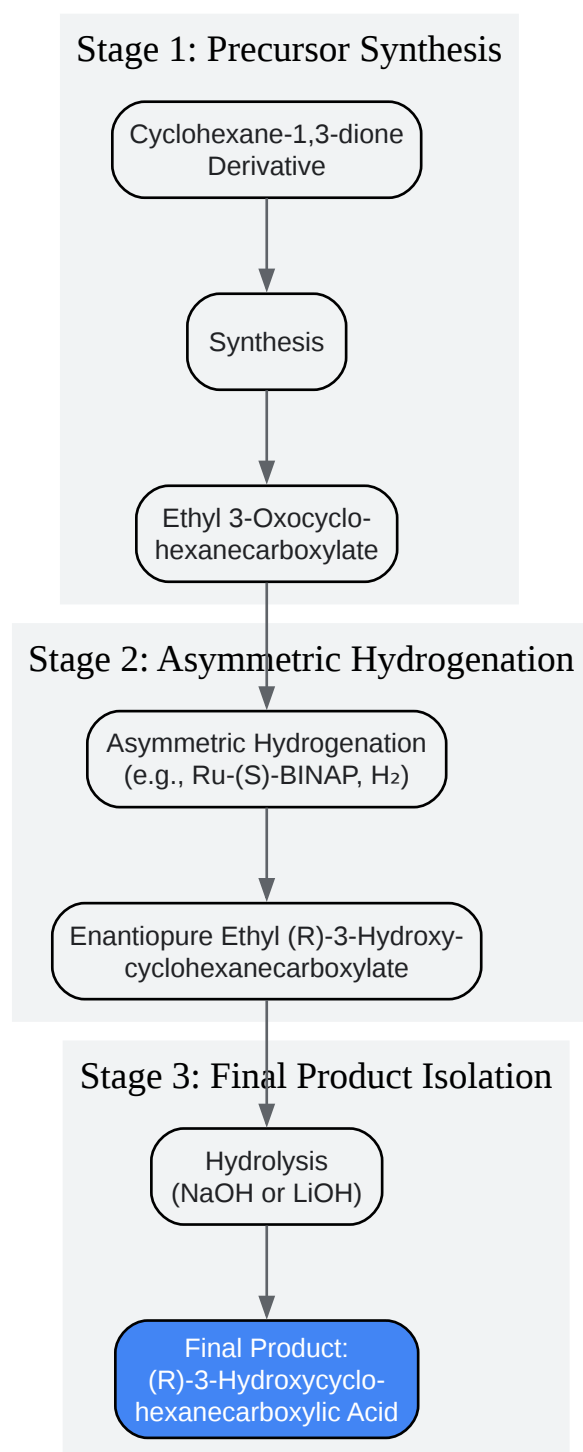 Stage 1: Precursor Synthesis
Cyclohexane-1,3-dione
Derivative
Synthesis
Ethyl 3-Oxocyclo-
hexanecarboxylate
Stage 2: Asymmetric Hydrogenation
Asymmetric Hydrogenation
(e.g., Ru-(S)-BINAP, H₂)
Enantiopure Ethyl (R)-3-Hydroxy-
cyclohexanecarboxylate
Stage 3: Final Product Isolation
Hydrolysis
(NaOH or LiOH)
Final Product:
(R)-3-Hydroxycyclo-
hexanecarboxylic Acid